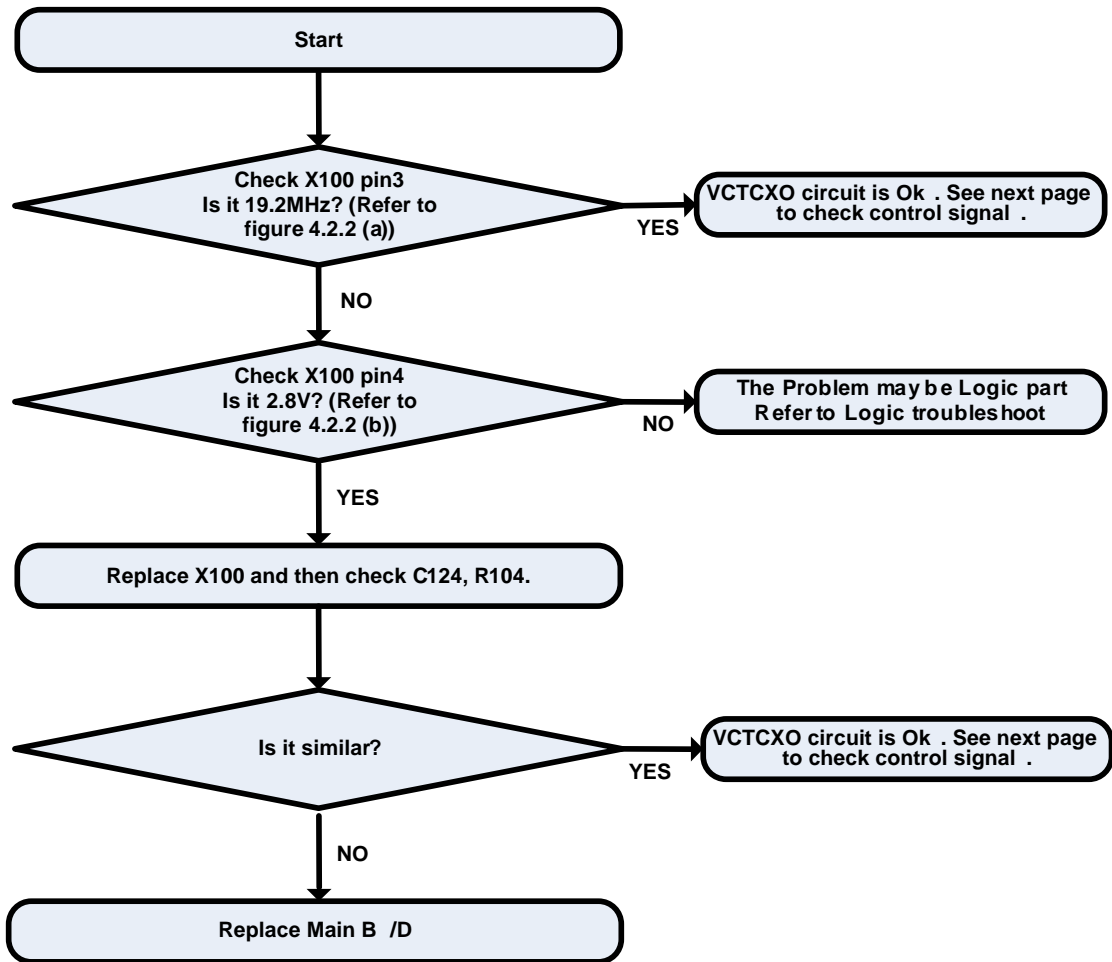 Start
Check X100 pin3
Is it 19.2MHz? (Refer to
figure 4.2.2 (a))
YES
VCTCXO circuit is Ok . See next page
to check control signal .
NO
Check X100 pin4
Is it 2.8V? (Refer to
figure 4.2.2 (b))
NO
The Problem may be Logic part
Refer to Logic troubleshoot
YES
Replace X100 and then check C124, R104.
Is it similar?
YES
VCTCXO circuit is Ok . See next page
to check control signal .
NO
Replace Main B /D